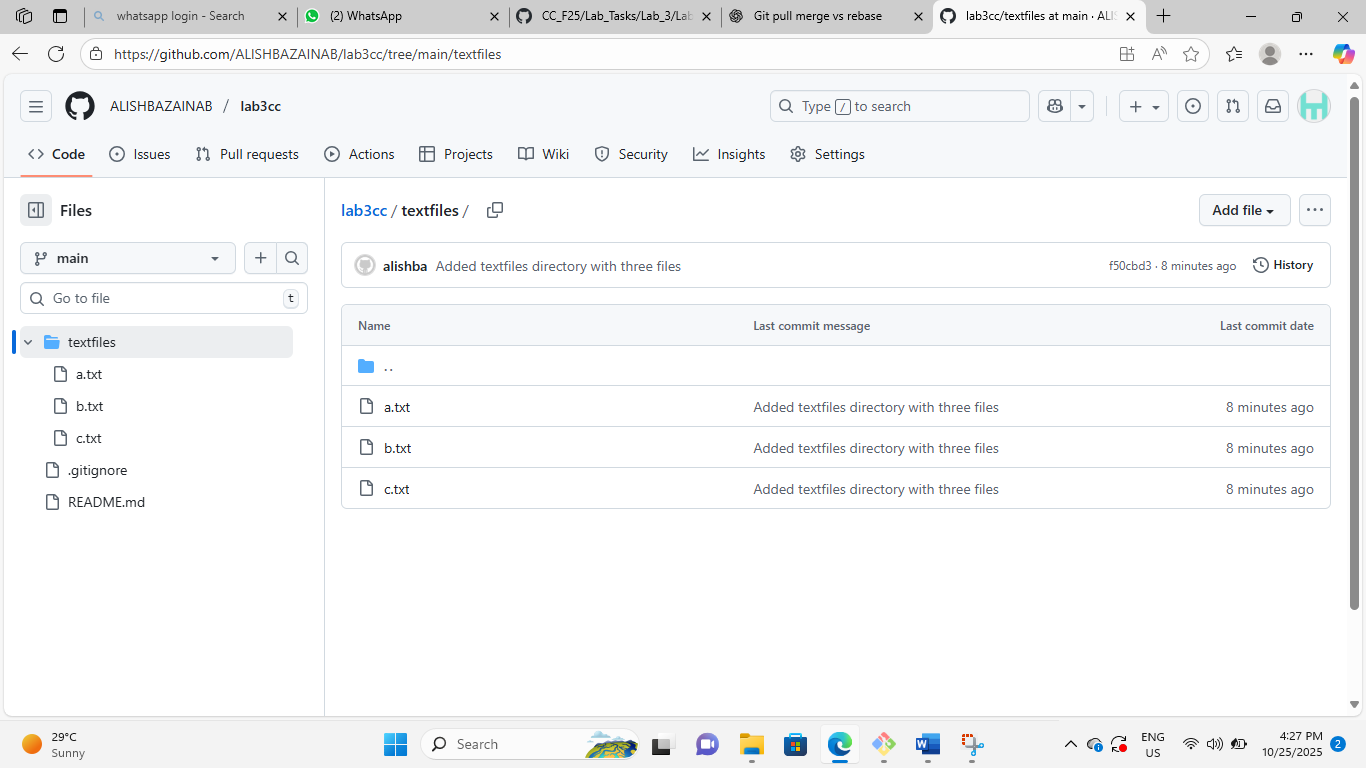 whatsapp login - Search
(2) WhatsApp
CC_F25/Lab_Tasks/Lab_3/Lab
Git pull merge vs rebase
lab3cc/textfiles at main · ALIS
https://github.com/ALISHBAZAINAB/lab3cc/tree/main/textfiles
ALISHBAZAINAB / lab3cc
Type / to search
Code
Issues
Pull requests
Actions
Projects
Wiki
Security
Insights
Settings
Files
main
Go to file
t
textfiles
a.txt
b.txt
c.txt
.gitignore
README.md
lab3cc / textfiles /
Add file
alishba Added textfiles directory with three files
f50cbd3 · 8 minutes ago
History
Name Last commit message Last commit date
..
a.txt Added textfiles directory with three files 8 minutes ago
b.txt Added textfiles directory with three files 8 minutes ago
c.txt Added textfiles directory with three files 8 minutes ago
29°C
Sunny
Search
ENG
US
4:27 PM
10/25/2025
2